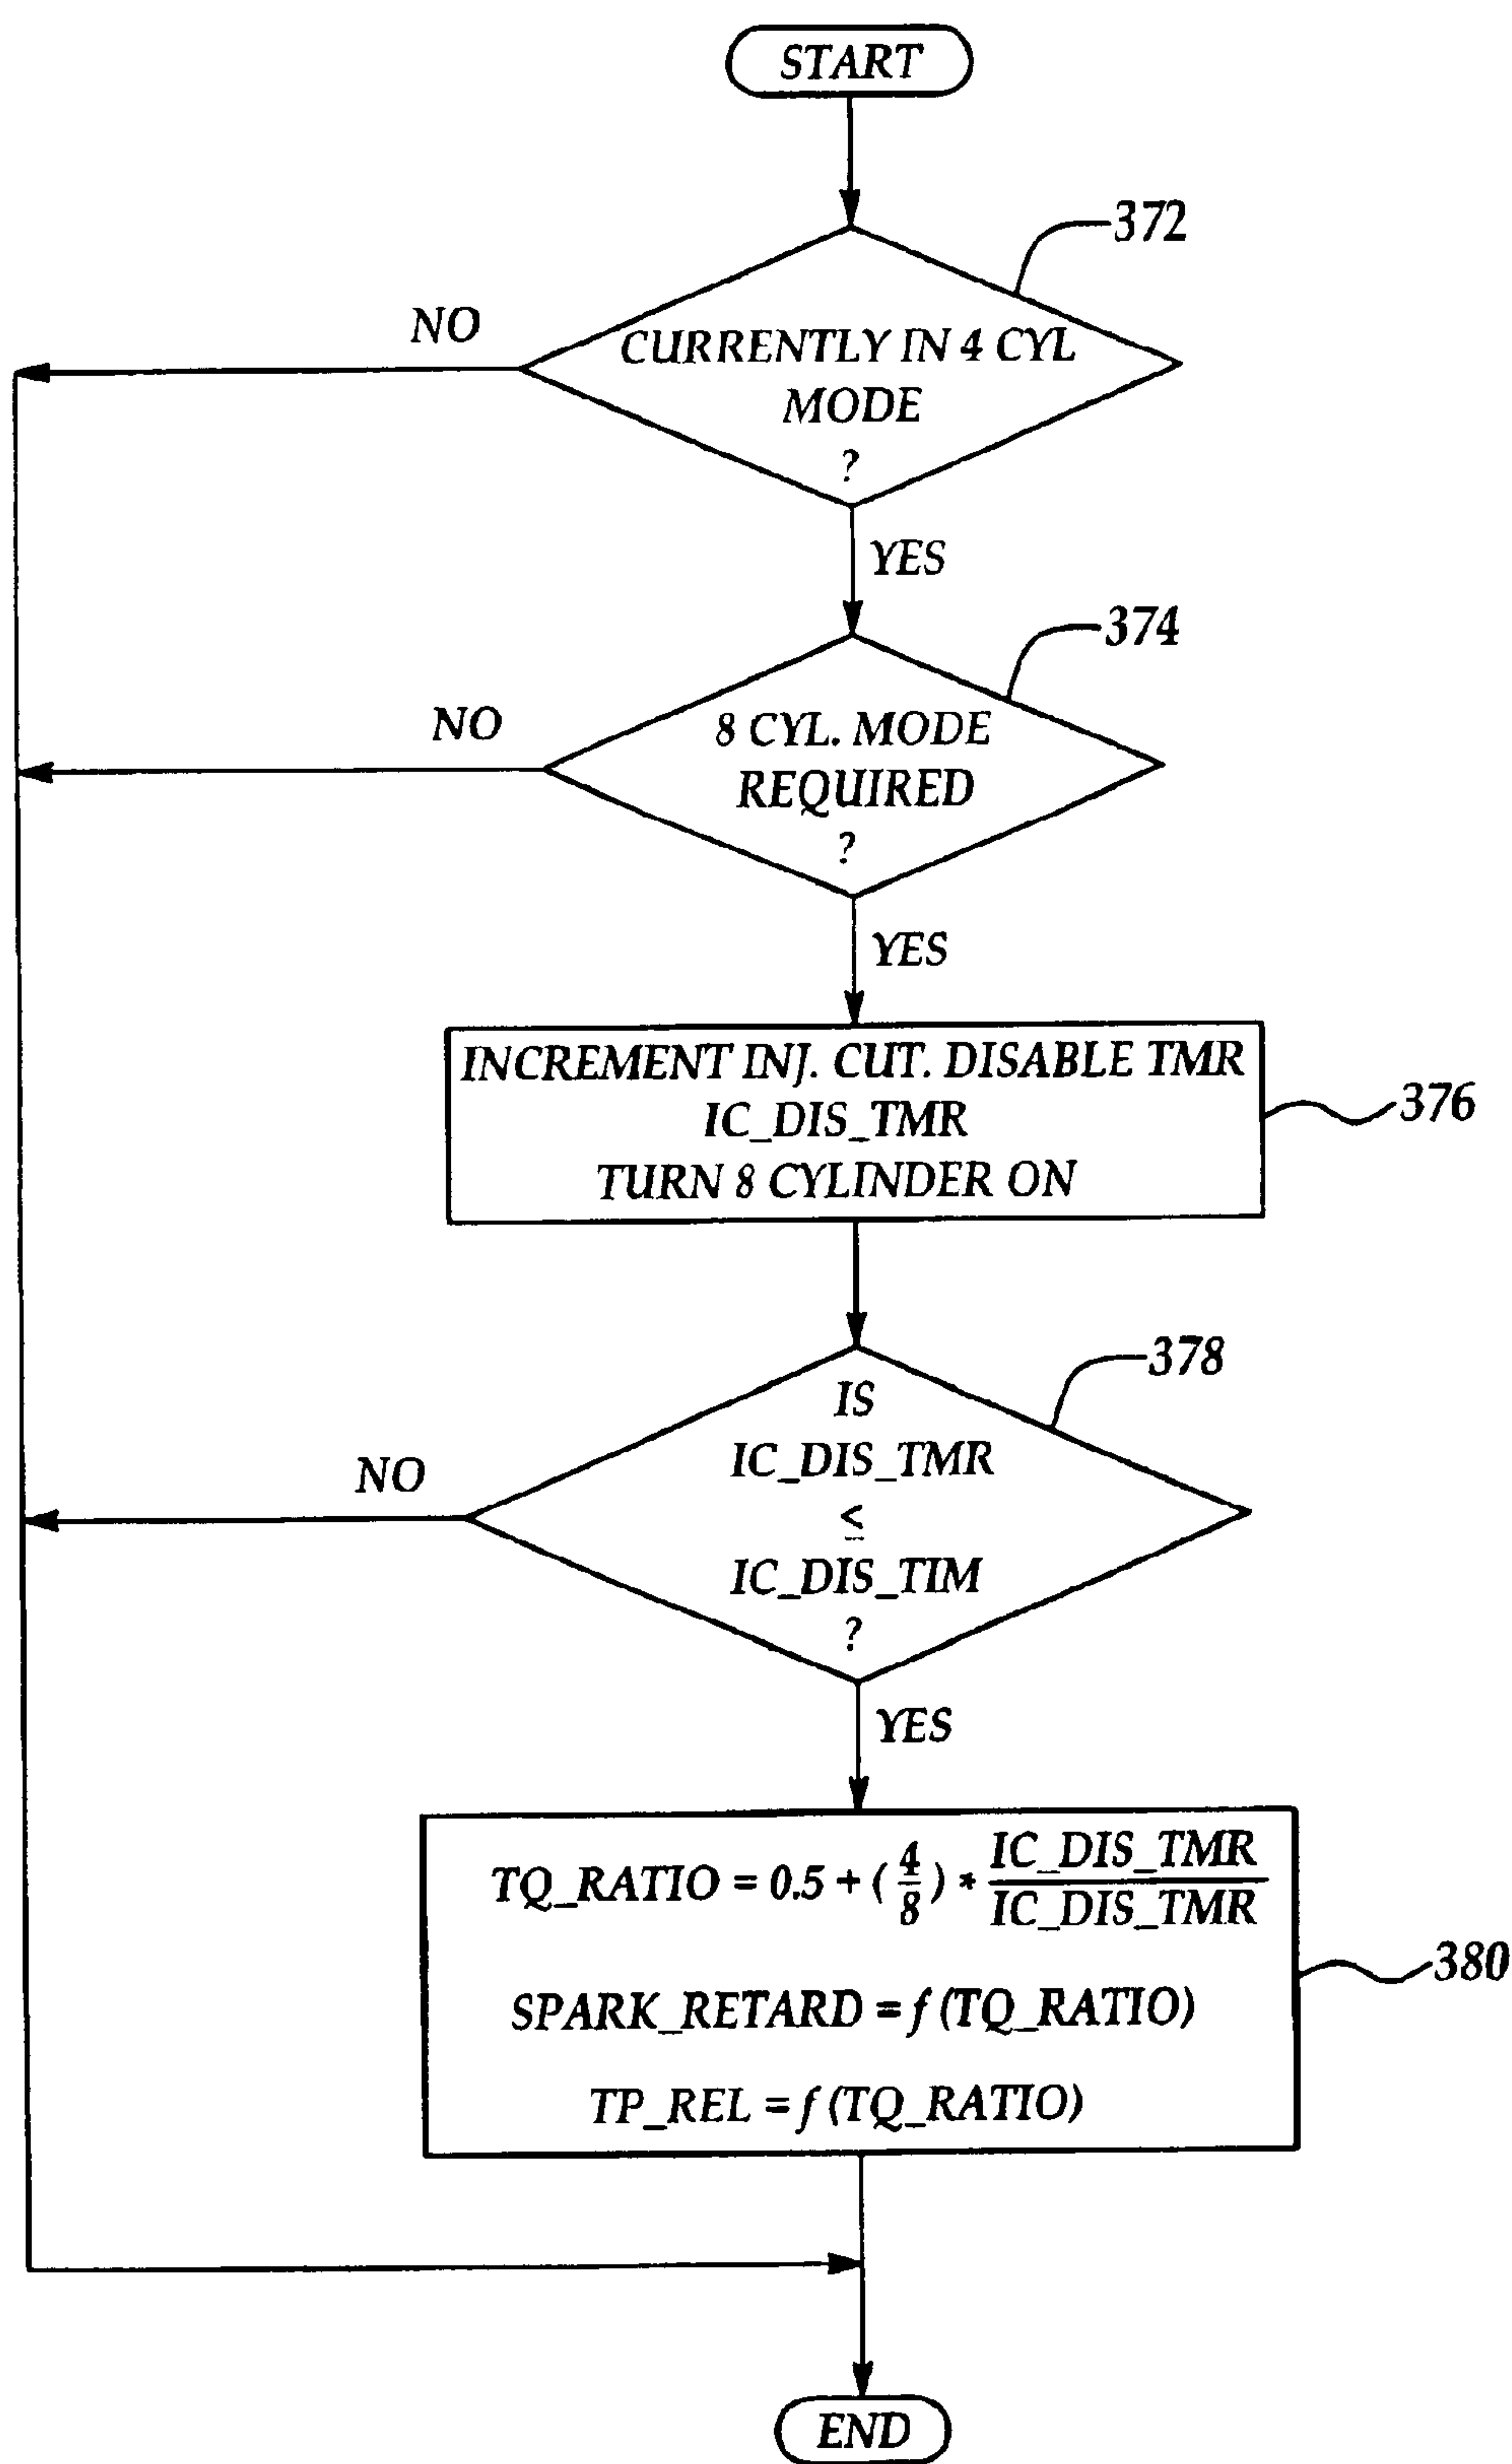 START
372
CURRENTLY IN 4 CYL
MODE
?
NO
YES
374
8 CYL. MODE
REQUIRED
?
NO
YES
INCREMENT INJ. CUT. DISABLE TMR
IC_DIS_TMR
TURN 8 CYLINDER ON
376
378
IS
IC_DIS_TMR
≤
IC_DIS_TIM
?
NO
YES
TQ_RATIO = 0.5 + (4/8) * IC_DIS_TMR/IC_DIS_TMR
SPARK_RETARD = f (TQ_RATIO)
TP_REL = f (TQ_RATIO)
380
END